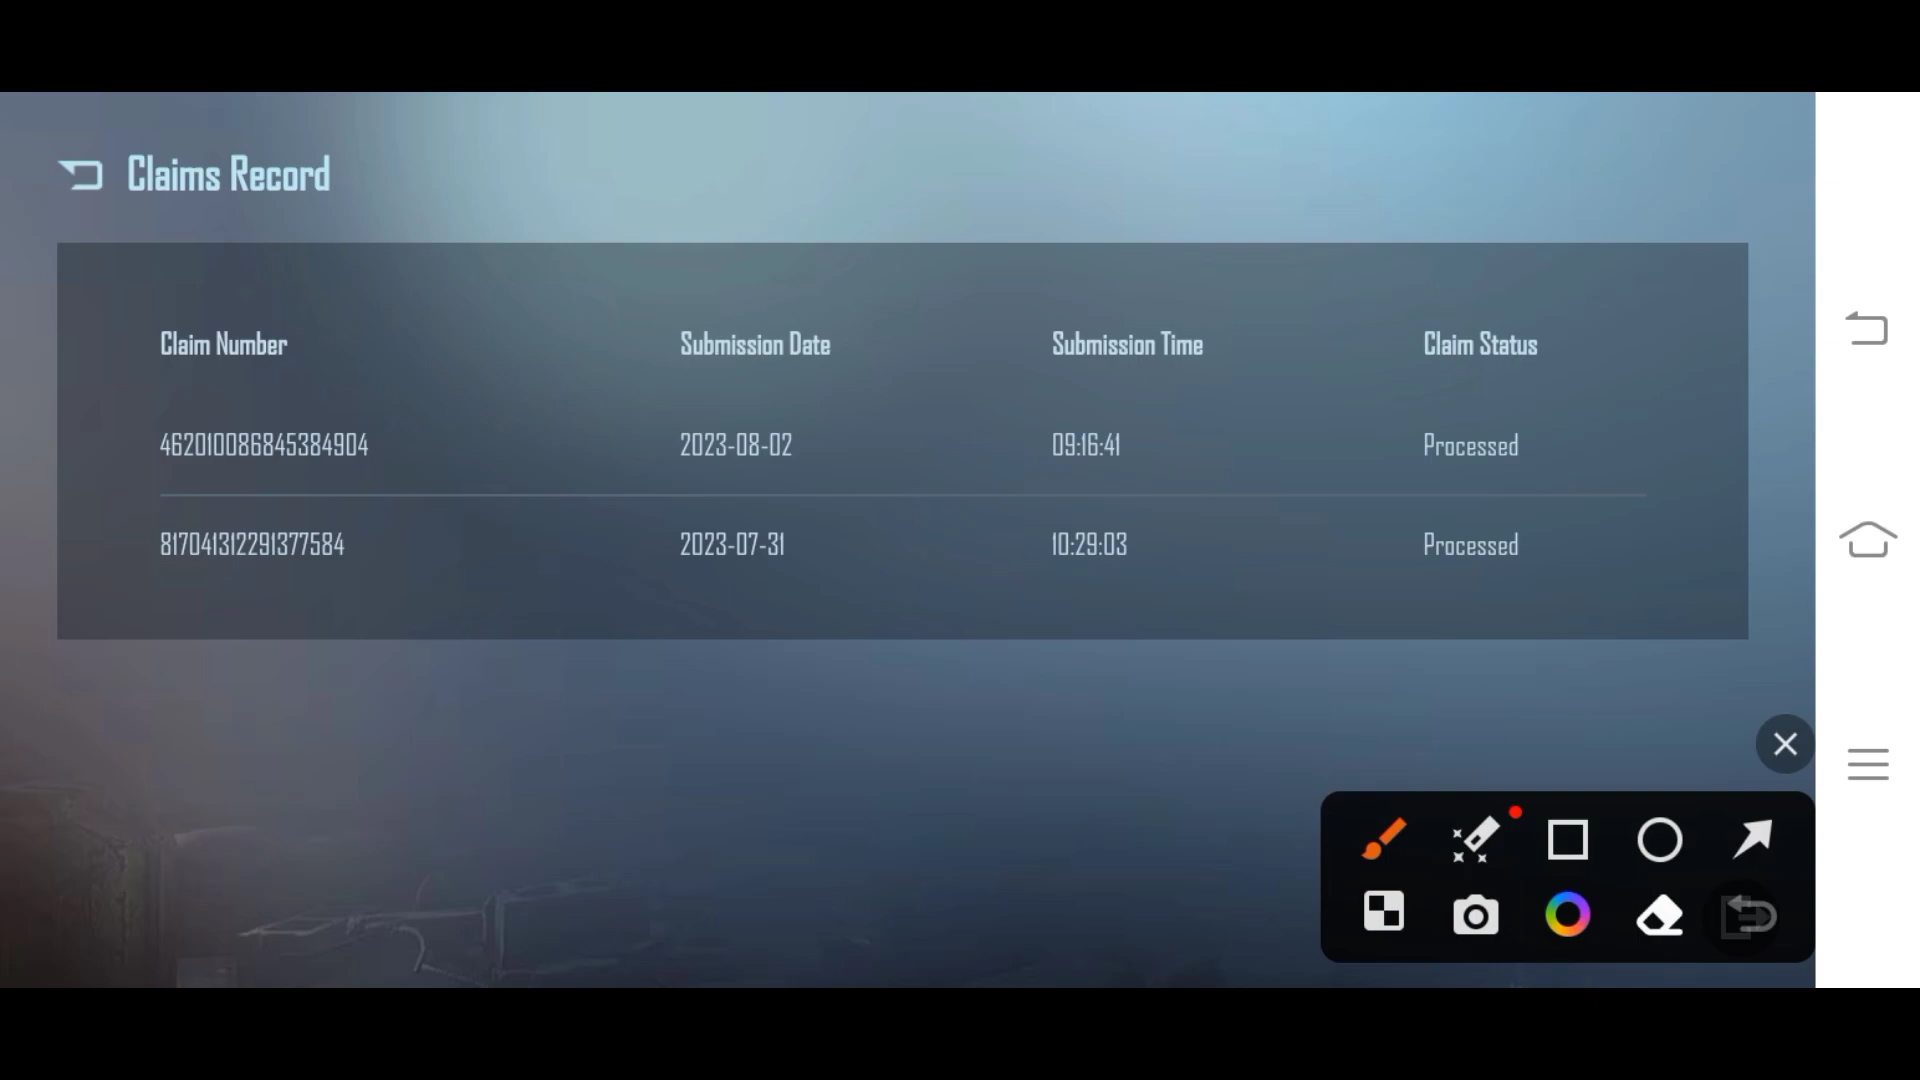 Claims Record
Claim Number Submission Date Submission Time Claim Status
462010086845384904 2023-08-02 09:16:41 Processed
817041312291377584 2023-07-31 10:29:03 Processed